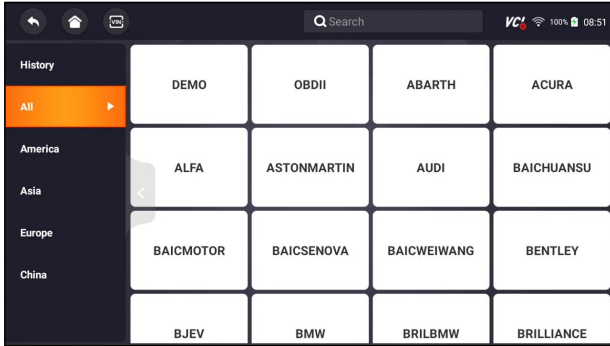 VIN
Search
VCI
100%
08:51
History
All
America
Asia
Europe
China
DEMO
OBDII
ABARTH
ACURA
ALFA
ASTONMARTIN
AUDI
BAICHUANSU
BAICMOTOR
BAICSENOVA
BAICWEIWANG
BENTLEY
BJEV
BMW
BRILBMW
BRILLIANCE